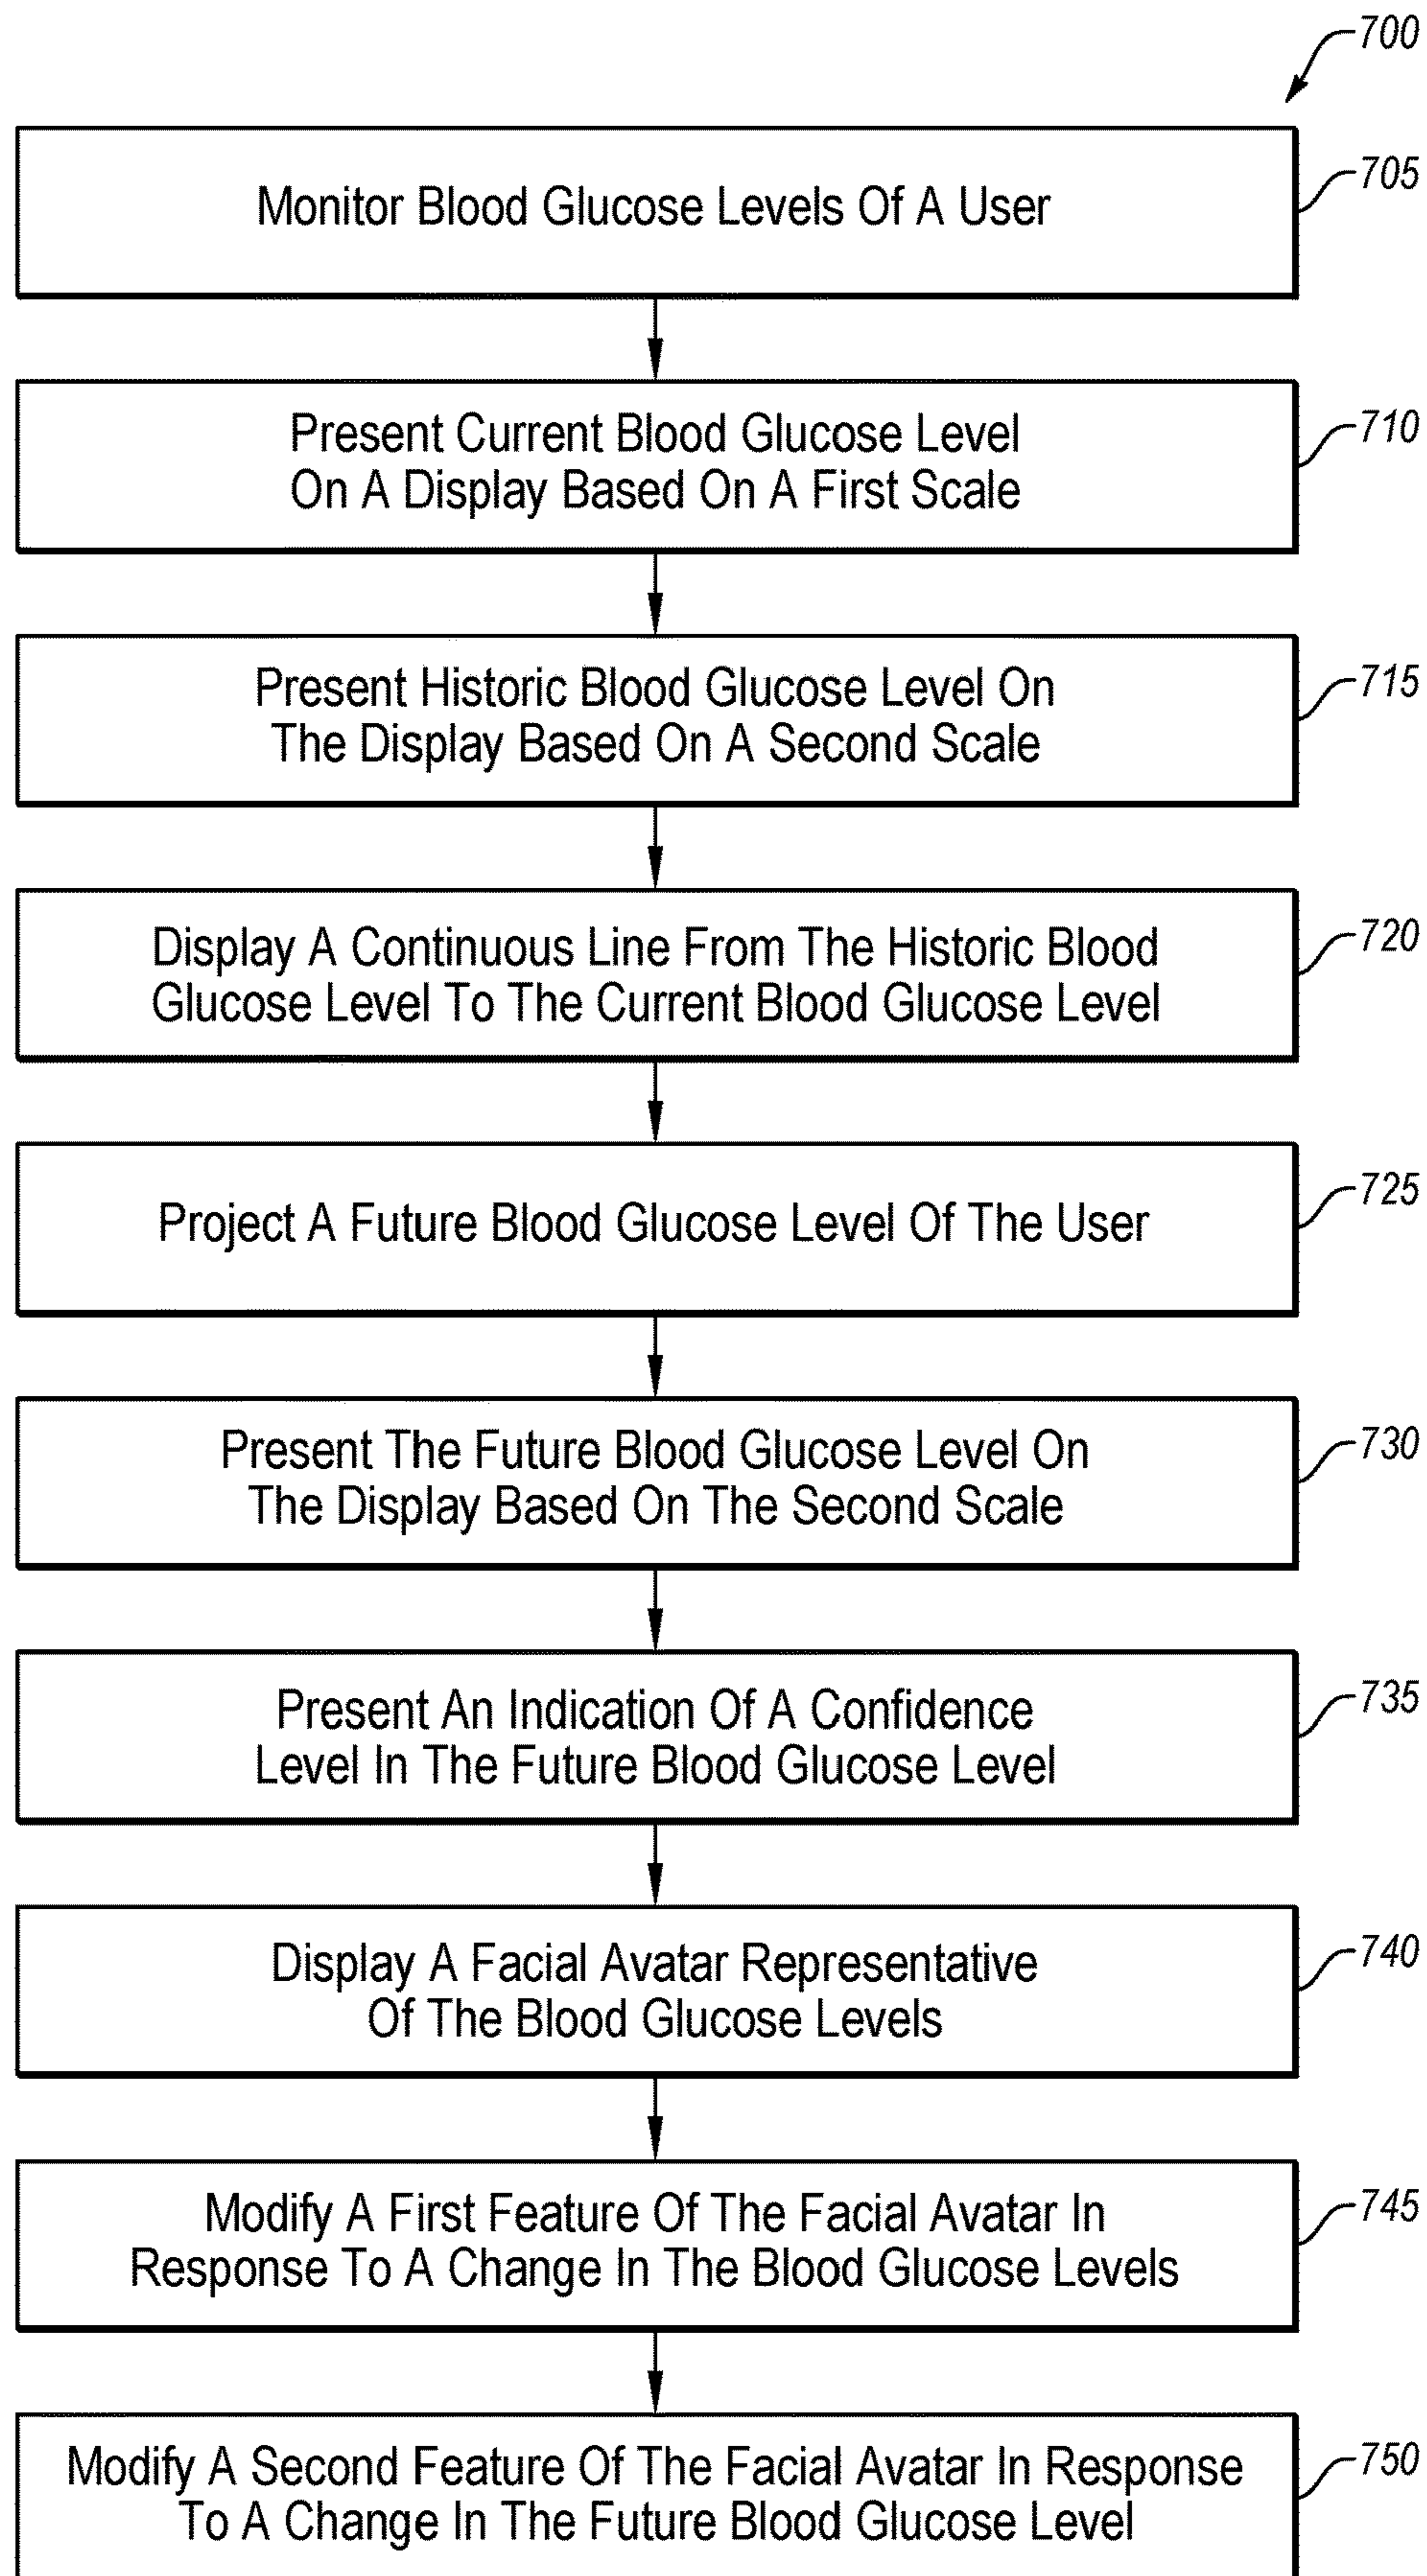 700
Monitor Blood Glucose Levels Of A User
705
Present Current Blood Glucose Level
On A Display Based On A First Scale
710
Present Historic Blood Glucose Level On
The Display Based On A Second Scale
715
Display A Continuous Line From The Historic Blood
Glucose Level To The Current Blood Glucose Level
720
Project A Future Blood Glucose Level Of The User
725
Present The Future Blood Glucose Level On
The Display Based On The Second Scale
730
Present An Indication Of A Confidence
Level In The Future Blood Glucose Level
735
Display A Facial Avatar Representative
Of The Blood Glucose Levels
740
Modify A First Feature Of The Facial Avatar In
Response To A Change In The Blood Glucose Levels
745
Modify A Second Feature Of The Facial Avatar In Response
To A Change In The Future Blood Glucose Level
750